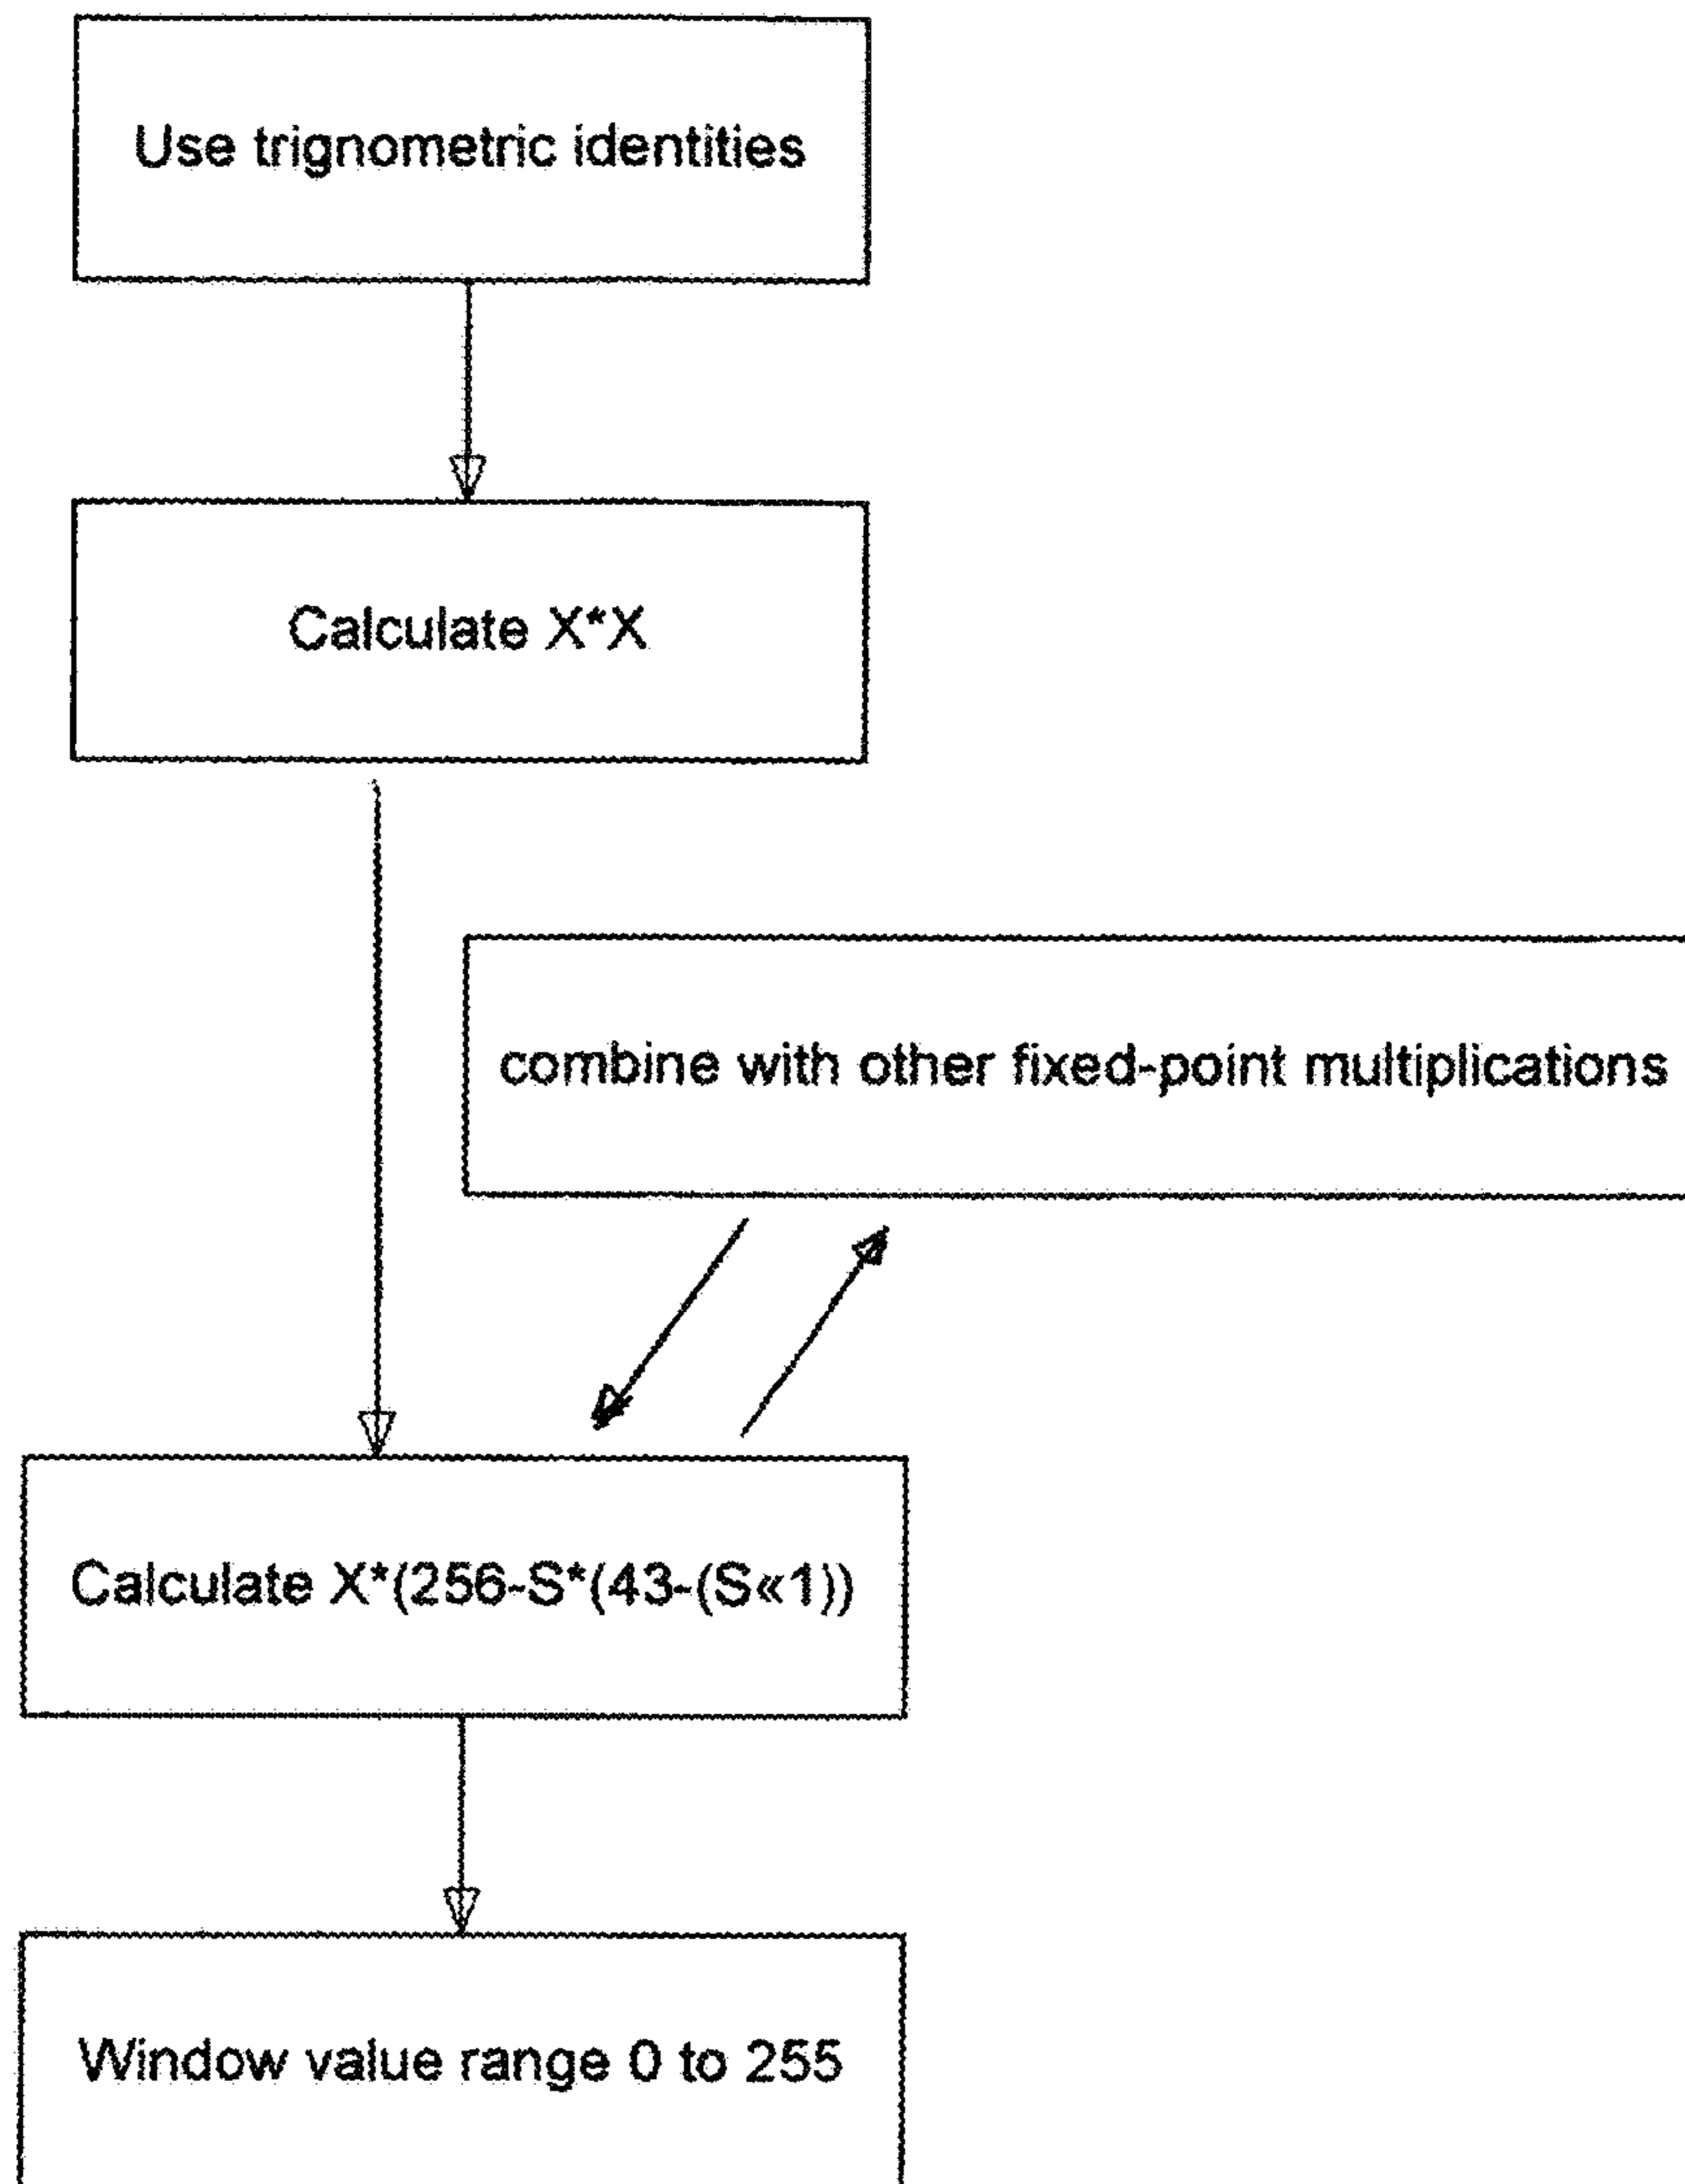 Use trignometric identities
Calculate X*X
combine with other fixed-point multiplications
Calculate X*(256-S*(43-(S«1))
Window value range 0 to 255